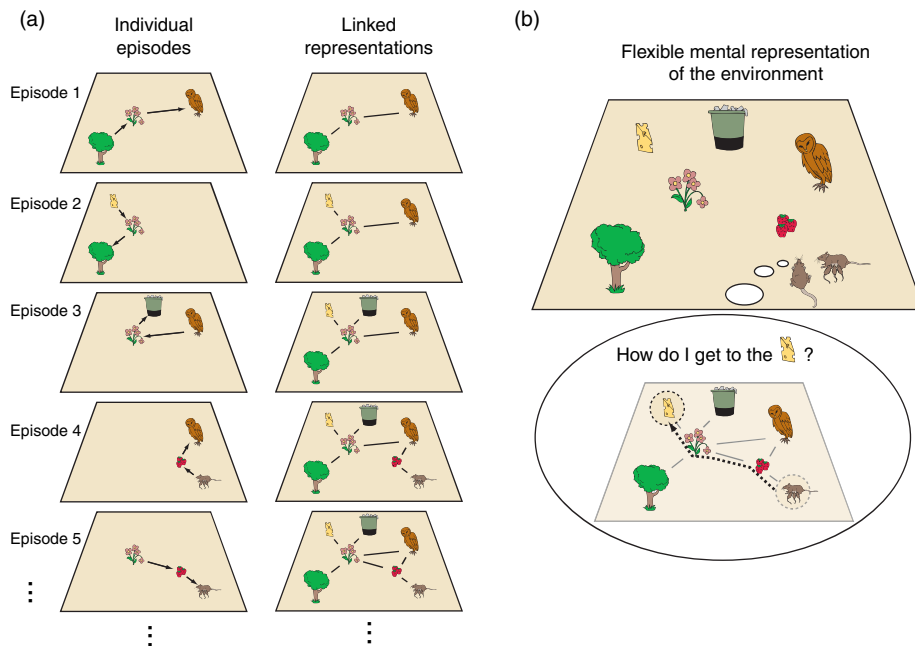 (a)
Individual
episodes
Linked
representations
Episode 1
Episode 2
Episode 3
Episode 4
Episode 5
(b)
Flexible mental representation
of the environment
How do I get to the ?